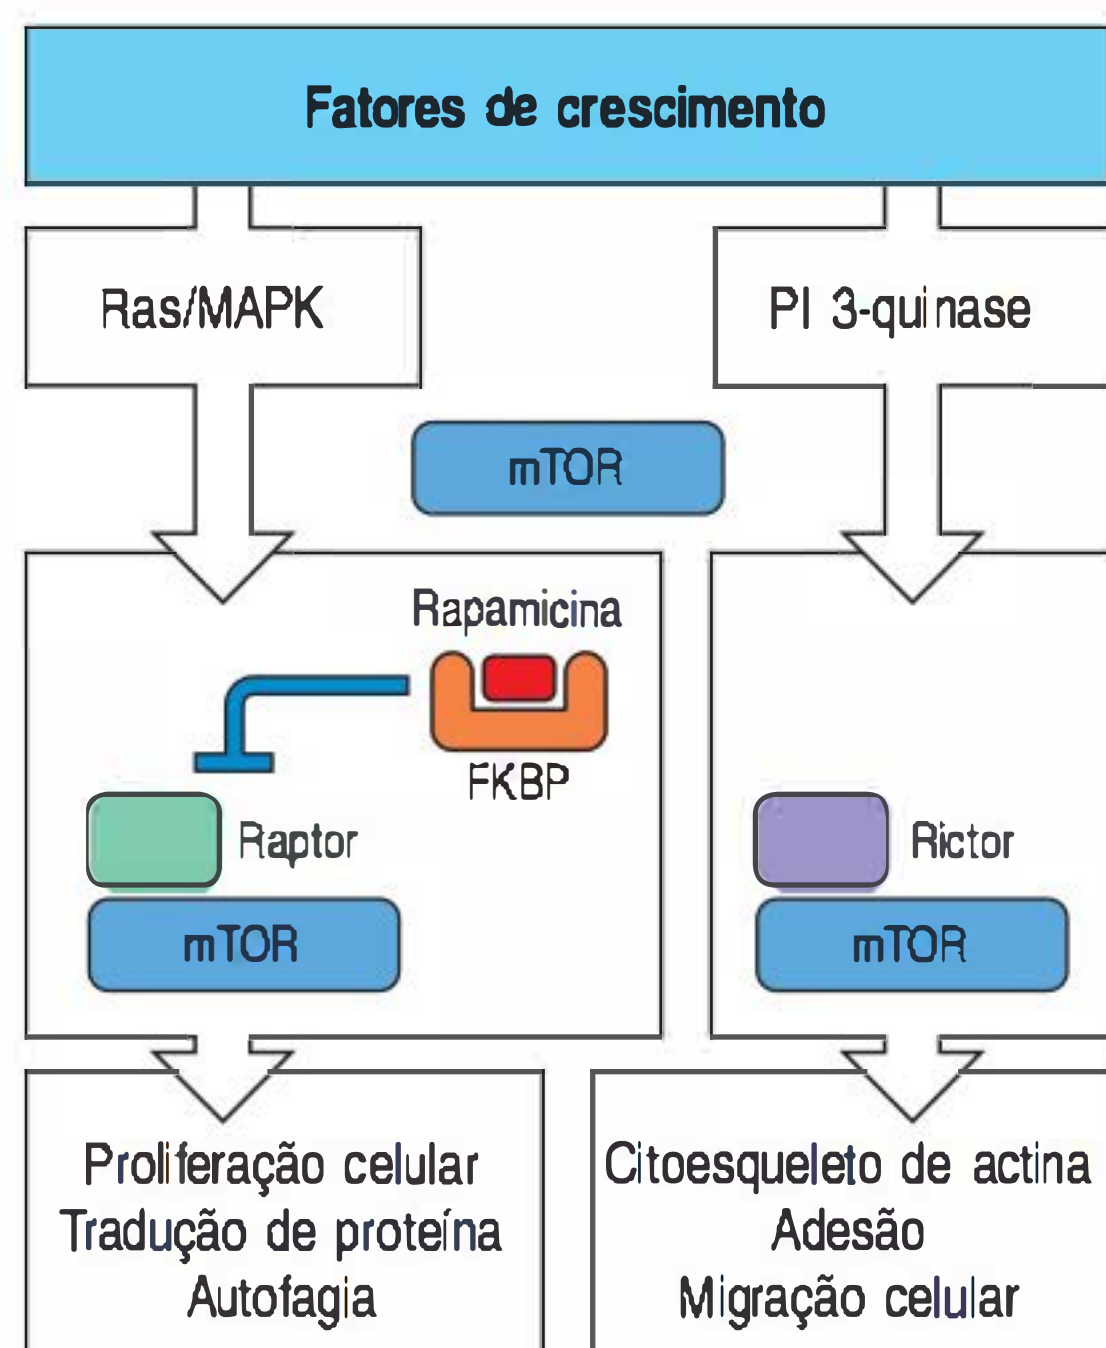 Fatores de crescimento
Ras/MAPK
PI 3-quinase
mTOR
Rapamicina
FKBP
Raptor
mTOR
Rictor
mTOR
Proliferação celular
Tradução de proteína
Autofagia
Citoesqueleto de actina
Adesão
Migração celular